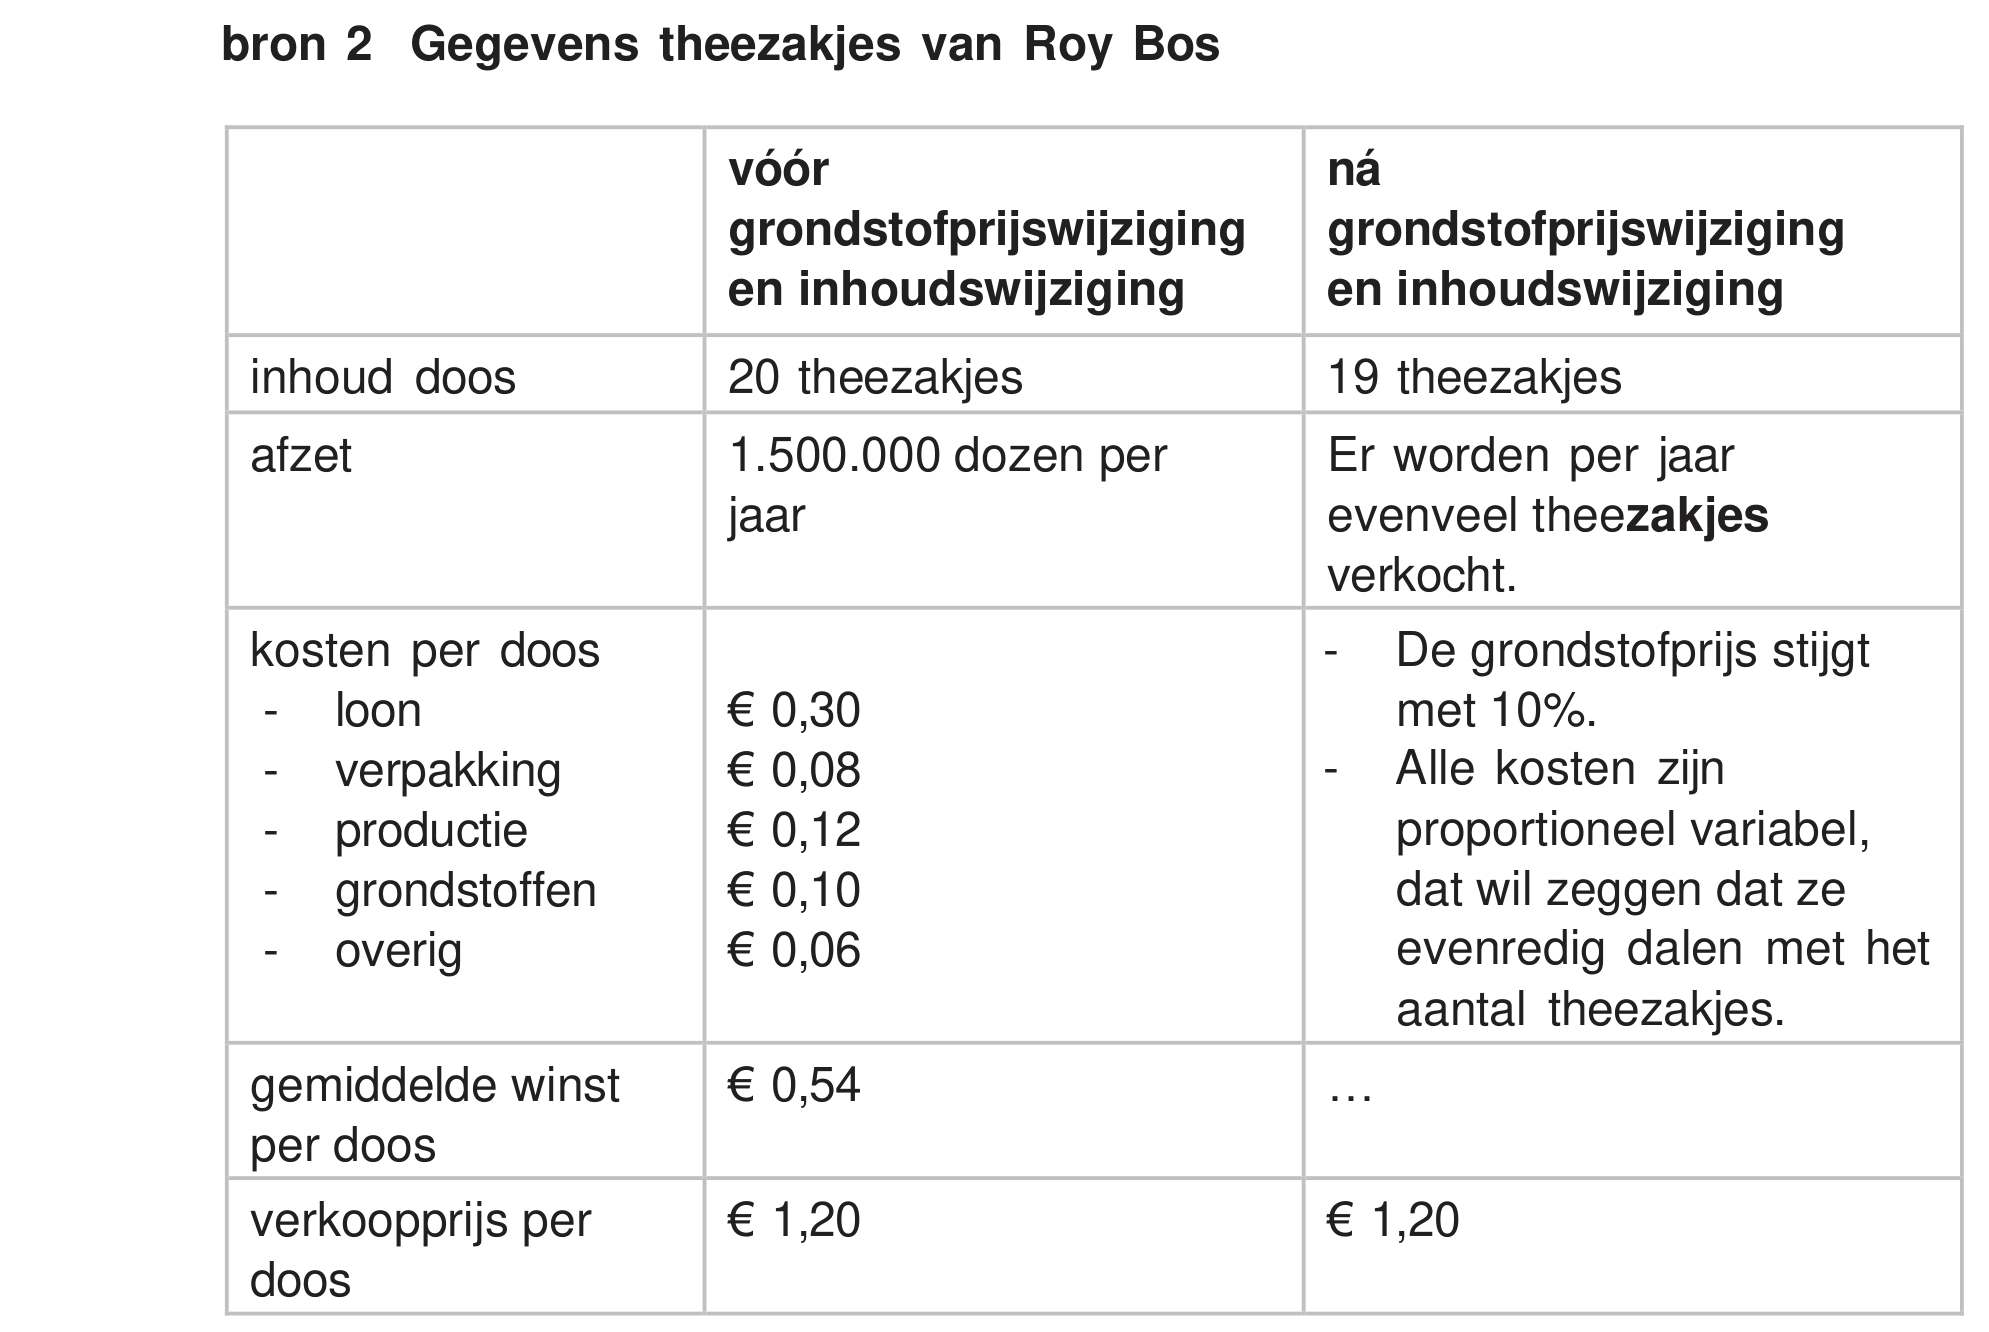 bron 2 Gegevens theezakjes van Roy Bos
vóór
grondstofprijswijziging
en inhoudswijziging
ná
grondstofprijswijziging
en inhoudswijziging
inhoud doos
20 theezakjes
19 theezakjes
afzet
1.500.000 dozen per
jaar
Er worden per jaar
evenveel theezakjes
verkocht.
kosten per doos
- loon
- verpakking
- productie
- grondstoffen
- overig
€ 0,30
€ 0,08
€ 0,12
€ 0,10
€ 0,06
- De grondstofprijs stijgt
met 10%.
- Alle kosten zijn
proportioneel variabel,
dat wil zeggen dat ze
evenredig dalen met het
aantal theezakjes.
gemiddelde winst
per doos
€ 0,54
…
verkoopprijs per
doos
€ 1,20
€ 1,20